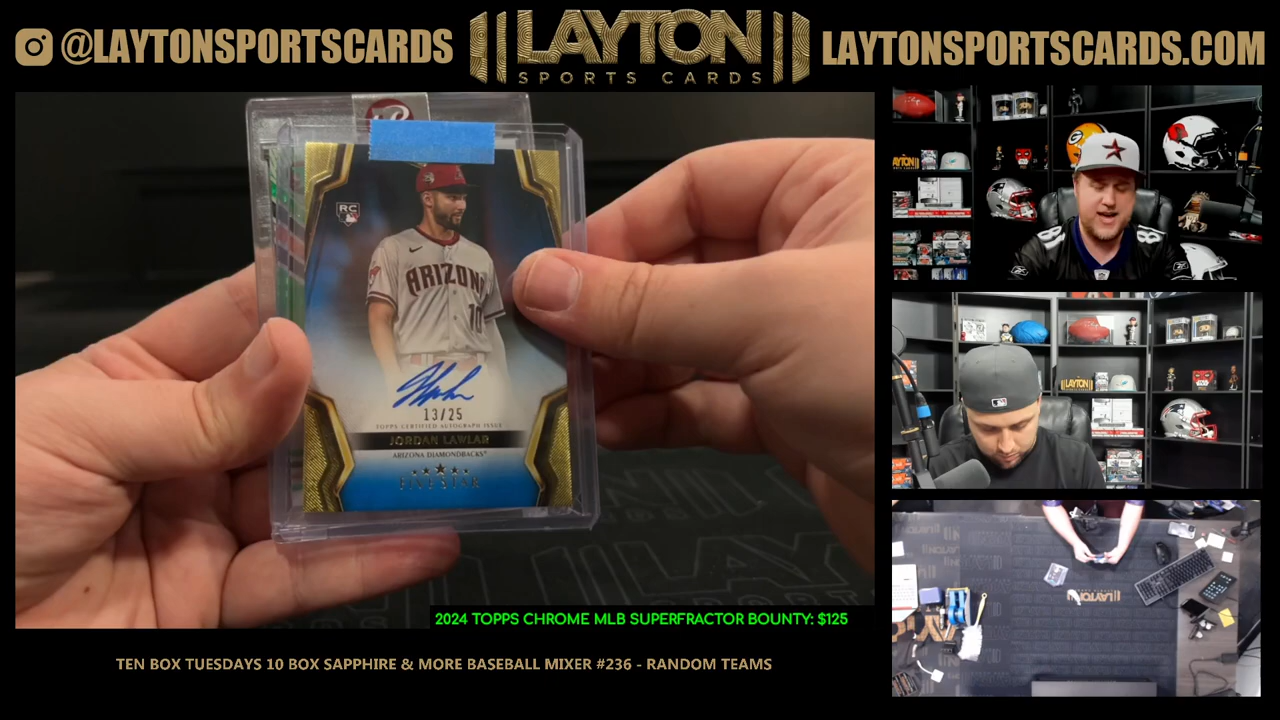 @LAYTONSPORTSCARDS
LAYTON
SPORTS CARDS
LAYTONSPORTSCARDS.COM
RC
ARIZONA
10
13/25
TOPPS CERTIFIED AUTOGRAPH ISSUE
JORDAN LAWLAR
ARIZONA DIAMONDBACKS
FIVE STAR
2024 TOPPS CHROME MLB SUPERFRACTOR BOUNTY: $125
TEN BOX TUESDAYS 10 BOX SAPPHIRE & MORE BASEBALL MIXER #236 - RANDOM TEAMS
LAYTON
LAYTON
LAYTON